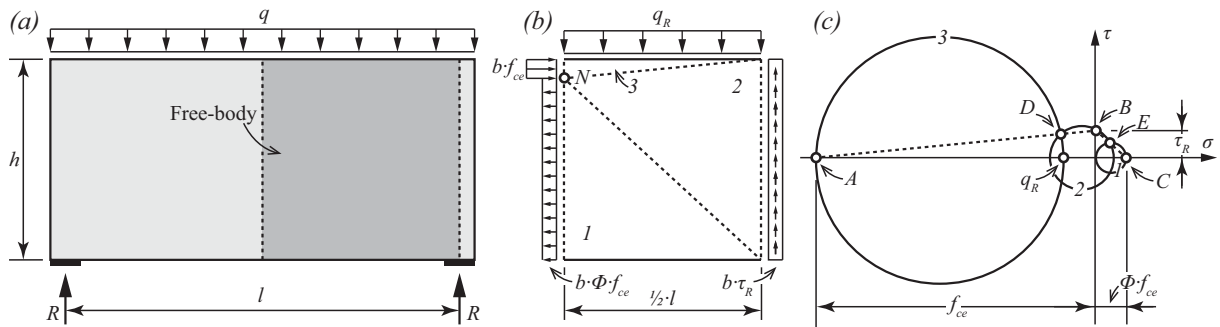 (a)
q
Free-body
h
R
l
R
(b)
q_R
b·f_ce
N
3
2
1
b·Φ·f_ce
b·τ_R
½·l
(c)
3
τ
D
B
E
τ_R
σ
A
q_R
2
1
C
Φ·f_ce
f_ce